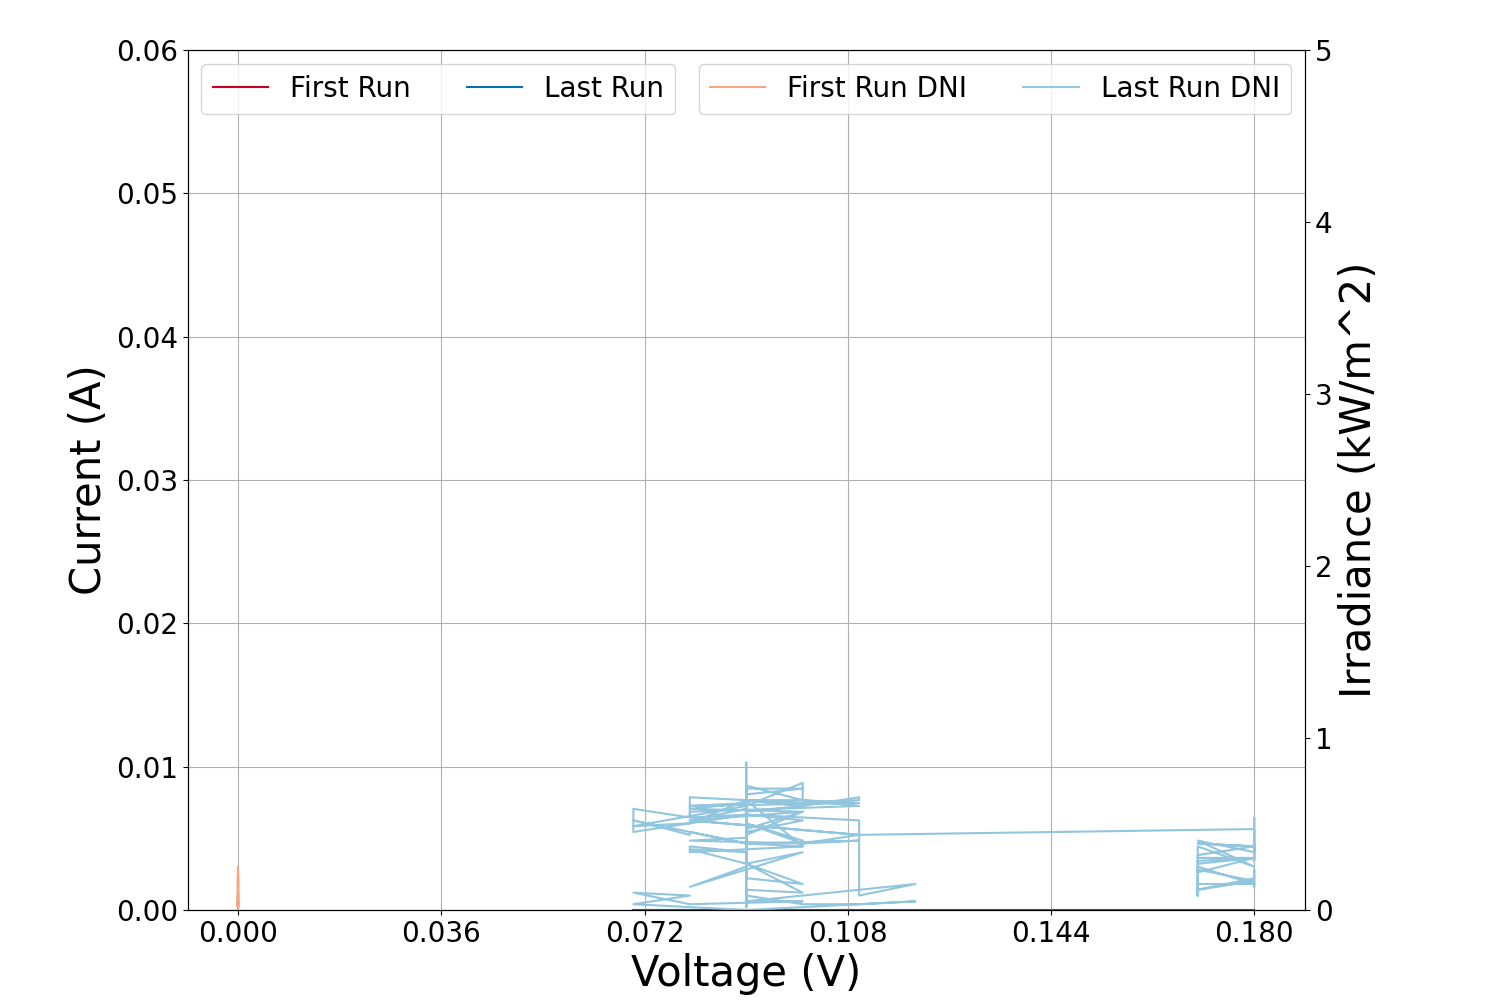 First Run
Last Run
First Run DNI
Last Run DNI
Current (A)
0.06
0.05
0.04
0.03
0.02
0.01
0.00
0.000
0.036
0.072
0.108
0.144
0.180
Voltage (V)
5
4
3
2
1
0
Irradiance (kW/m^2)